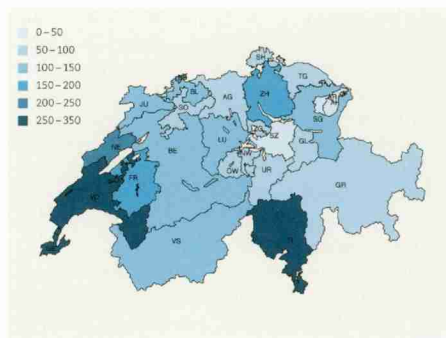 0–50
50–100
100–150
150–200
200–250
250–350
SH
TG
BL
ZH
AG
JU
SO
SG
SZ
NE
LU
BE
GL
OW
UR
FR
GR
VD
VS
TI